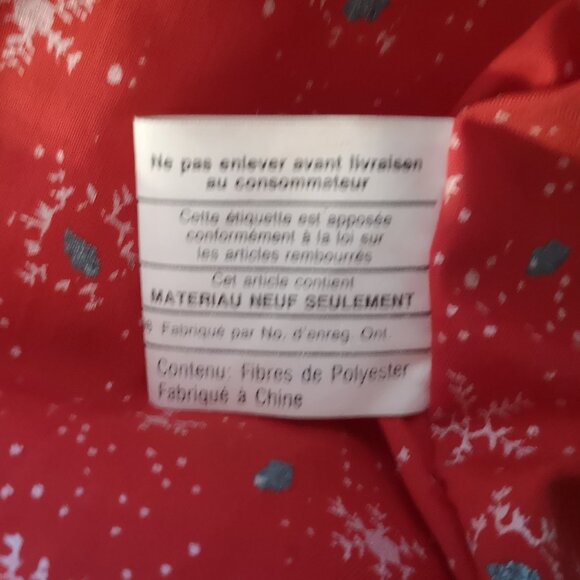 Ne pas enlever avant livraison
au consommateur
Cette étiquette est apposée
conformément à la loi sur
les articles rembourrés
Cet article contient
MATERIAU NEUF SEULEMENT
Fabriqué par No. d'enreg. Ont.
Contenu: Fibres de Polyester
Fabriqué à Chine